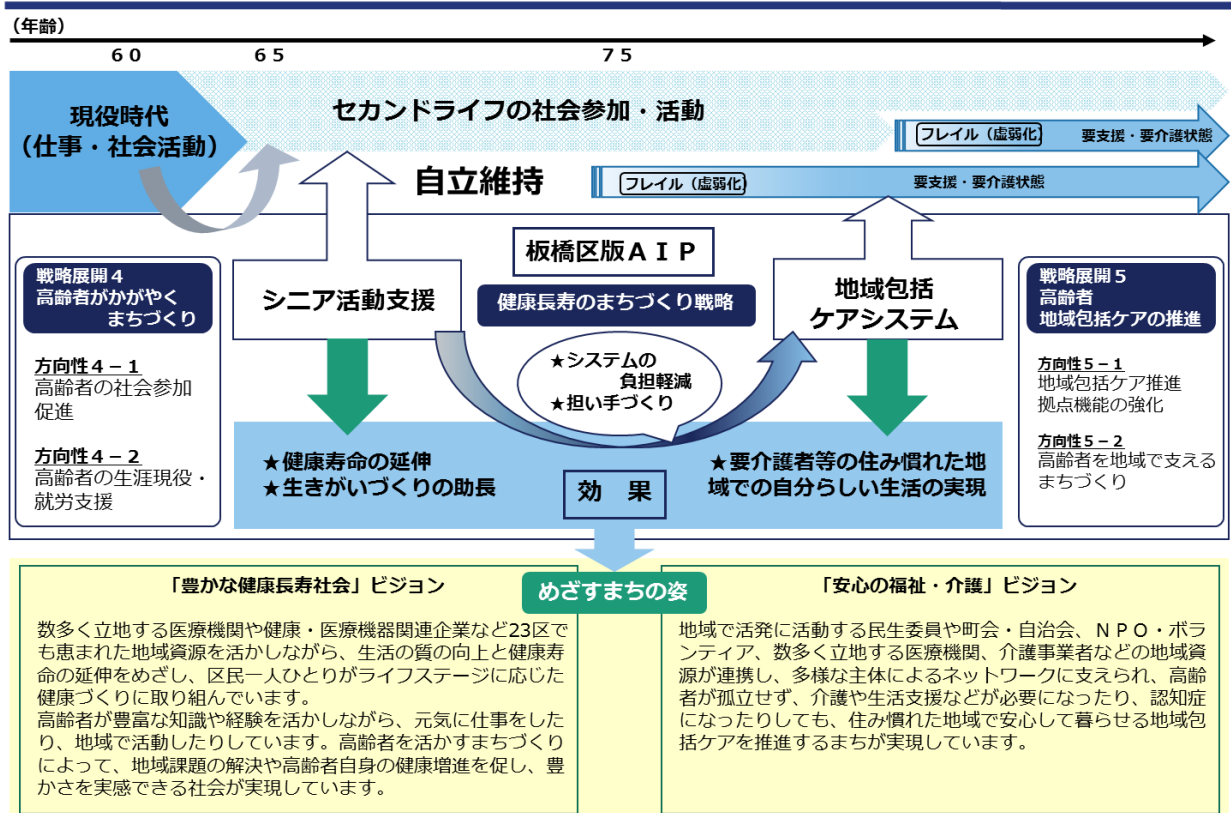 (年齢)
６０
６５
７５
現役時代
（仕事・社会活動）
セカンドライフの社会参加・活動
フレイル（虚弱化）
要支援・要介護状態
自立維持
フレイル（虚弱化）
要支援・要介護状態
板橋区版ＡＩＰ
健康長寿のまちづくり戦略
戦略展開４
高齢者がかがやく
まちづくり
方向性４－１
高齢者の社会参加
促進
方向性４－２
高齢者の生涯現役・
就労支援
シニア活動支援
★システムの
負担軽減
★担い手づくり
地域包括
ケアシステム
戦略展開５
高齢者
地域包括ケアの推進
方向性５－１
地域包括ケア推進
拠点機能の強化
方向性５－２
高齢者を地域で支える
まちづくり
★健康寿命の延伸
★生きがいづくりの助長
効　果
★要介護者等の住み慣れた地
域での自分らしい生活の実現
めざすまちの姿
「豊かな健康長寿社会」ビジョン
数多く立地する医療機関や健康・医療機器関連企業など23区で
も恵まれた地域資源を活かしながら、生活の質の向上と健康寿
命の延伸をめざし、区民一人ひとりがライフステージに応じた
健康づくりに取り組んでいます。
高齢者が豊富な知識や経験を活かしながら、元気に仕事をした
り、地域で活動したりしています。高齢者を活かすまちづくり
によって、地域課題の解決や高齢者自身の健康増進を促し、豊
かさを実感できる社会が実現しています。
「安心の福祉・介護」ビジョン
地域で活発に活動する民生委員や町会・自治会、ＮＰＯ・ボラ
ンティア、数多く立地する医療機関、介護事業者などの地域資
源が連携し、多様な主体によるネットワークに支えられ、高齢
者が孤立せず、介護や生活支援などが必要になったり、認知症
になったりしても、住み慣れた地域で安心して暮らせる地域包
括ケアを推進するまちが実現しています。